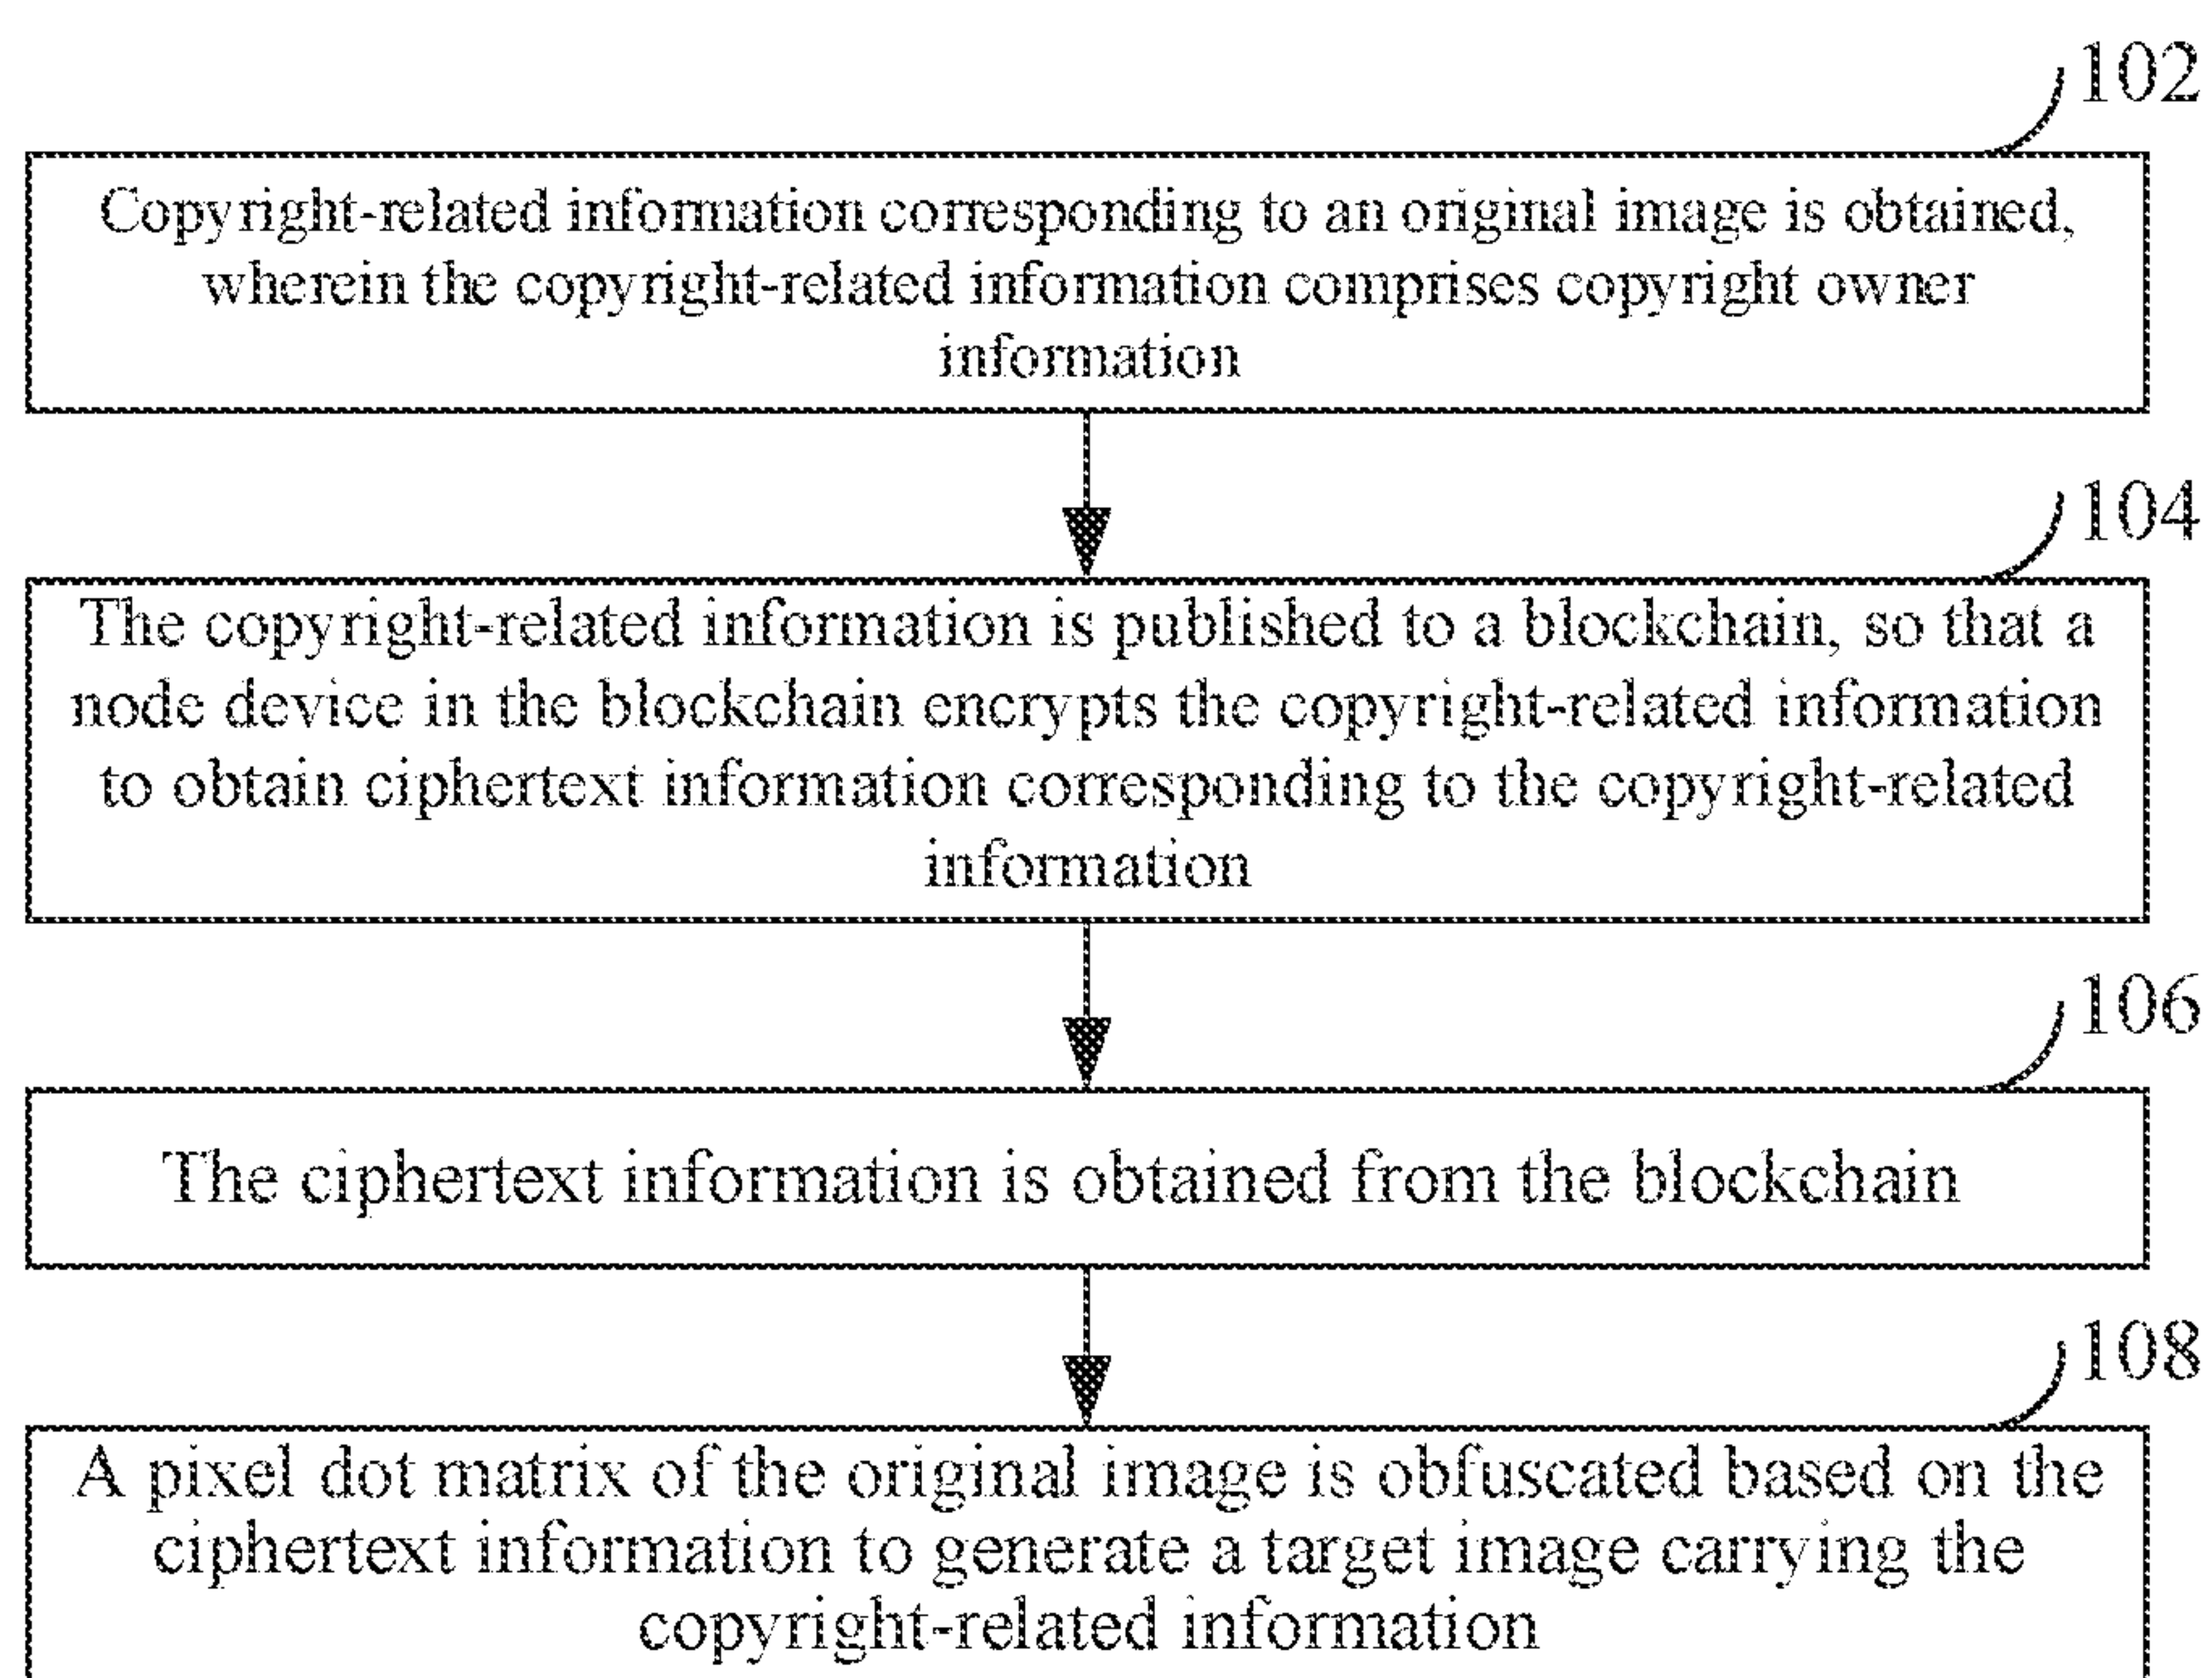 102
Copyright-related information corresponding to an original image is obtained,
wherein the copyright-related information comprises copyright owner
information
104
The copyright-related information is published to a blockchain, so that a
node device in the blockchain encrypts the copyright-related information
to obtain ciphertext information corresponding to the copyright-related
information
106
The ciphertext information is obtained from the blockchain
108
A pixel dot matrix of the original image is obfuscated based on the
ciphertext information to generate a target image carrying the
copyright-related information